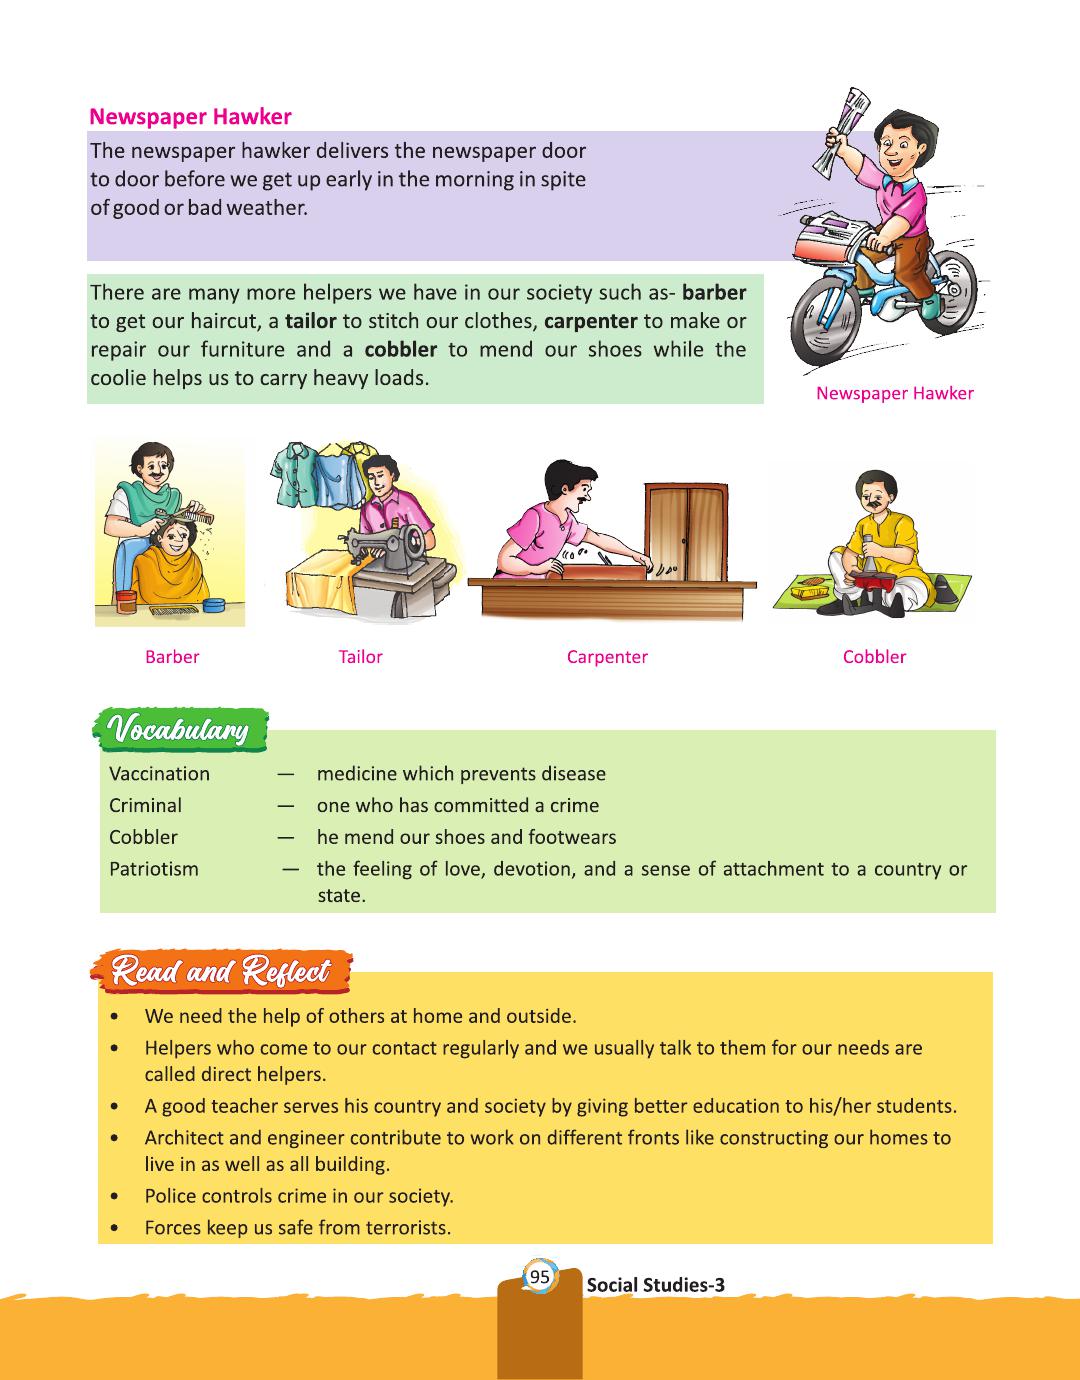 Newspaper Hawker
The newspaper hawker delivers the newspaper door
to door before we get up early in the morning in spite
of good or bad weather.
There are many more helpers we have in our society such as- barber
to get our haircut, a tailor to stitch our clothes, carpenter to make or
repair our furniture and a cobbler to mend our shoes while the
coolie helps us to carry heavy loads.
Newspaper Hawker
Barber
Tailor
Carpenter
Cobbler
Vocabulary
Vaccination — medicine which prevents disease
Criminal — one who has committed a crime
Cobbler — he mend our shoes and footwears
Patriotism — the feeling of love, devotion, and a sense of attachment to a country or
state.
Read and Reflect
• We need the help of others at home and outside.
• Helpers who come to our contact regularly and we usually talk to them for our needs are
called direct helpers.
• A good teacher serves his country and society by giving better education to his/her students.
• Architect and engineer contribute to work on different fronts like constructing our homes to
live in as well as all building.
• Police controls crime in our society.
• Forces keep us safe from terrorists.
95
Social Studies-3